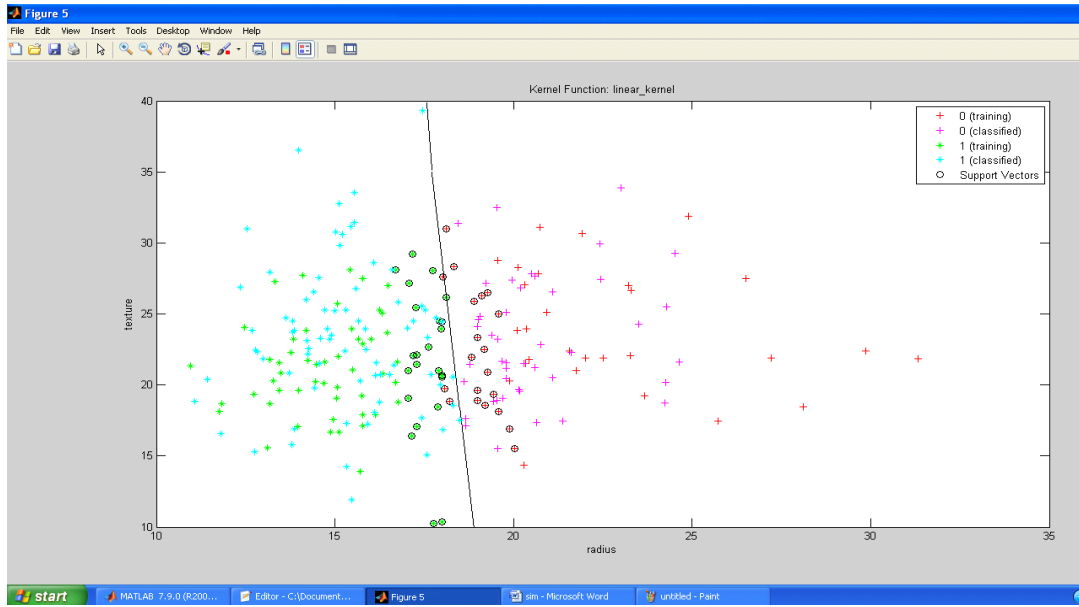 Figure 5
File Edit View Insert Tools Desktop Window Help
Kernel Function: linear_kernel
0 (training)
0 (classified)
1 (training)
1 (classified)
Support Vectors
texture
40
35
30
25
20
15
10
10 15 20 25 30 35
radius
start MATLAB 7.9.0 (R200... Editor - C:\Document... Figure 5 sim - Microsoft Word untitled - Paint